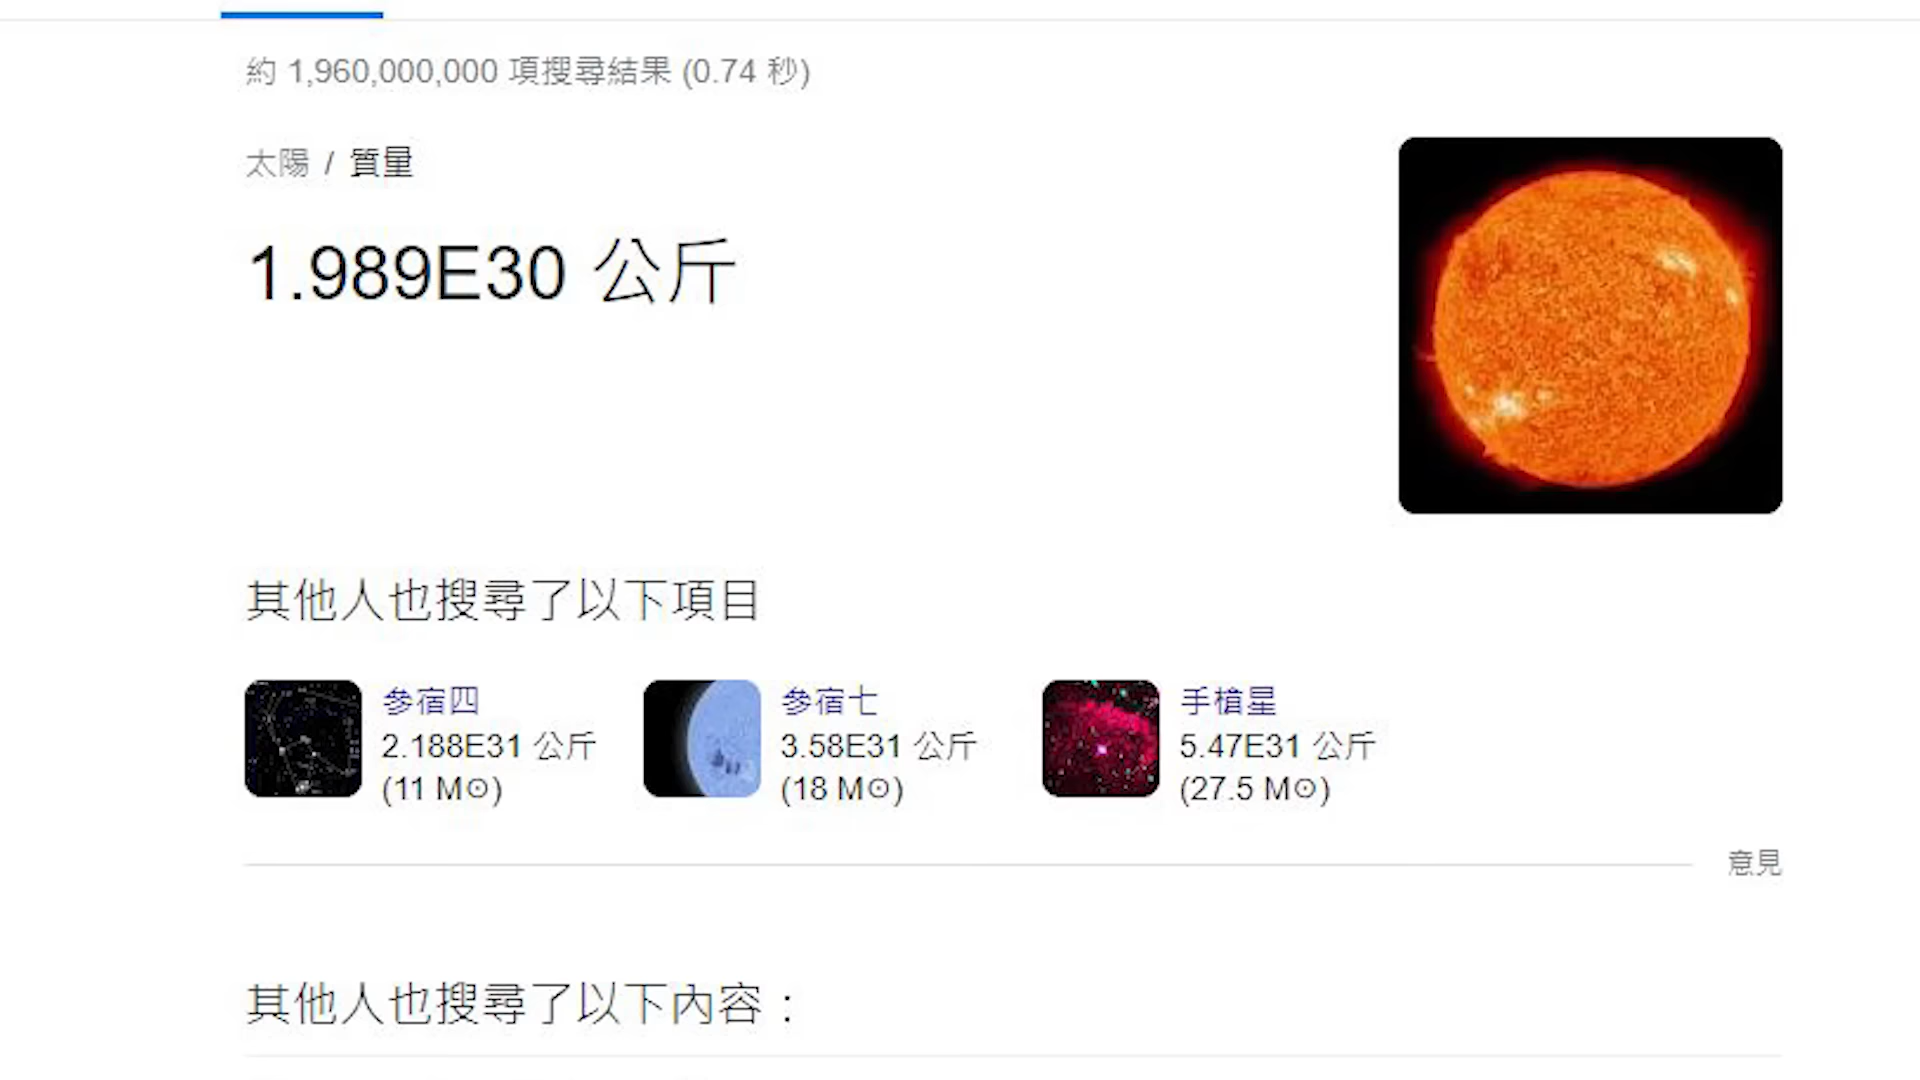 約 1,960,000,000 項搜尋結果 (0.74 秒)
太陽 / 質量
1.989E30 公斤
其他人也搜尋了以下項目
參宿四
2.188E31 公斤
(11 M⊙)
參宿七
3.58E31 公斤
(18 M⊙)
手槍星
5.47E31 公斤
(27.5 M⊙)
意見
其他人也搜尋了以下內容：